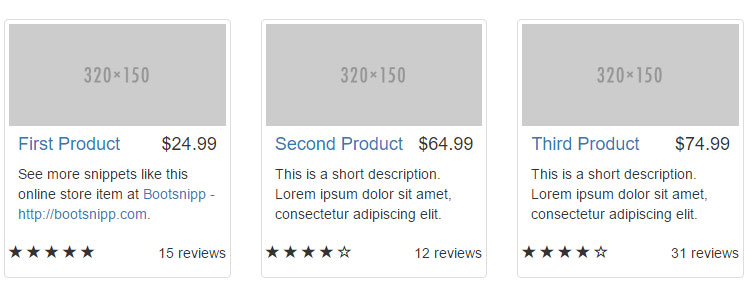 320×150
First Product $24.99
See more snippets like this
online store item at Bootsnipp -
http://bootsnipp.com.
★ ★ ★ ★ ★ 15 reviews
320×150
Second Product $64.99
This is a short description.
Lorem ipsum dolor sit amet,
consectetur adipiscing elit.
★ ★ ★ ★ ☆ 12 reviews
320×150
Third Product $74.99
This is a short description.
Lorem ipsum dolor sit amet,
consectetur adipiscing elit.
★ ★ ★ ★ ☆ 31 reviews